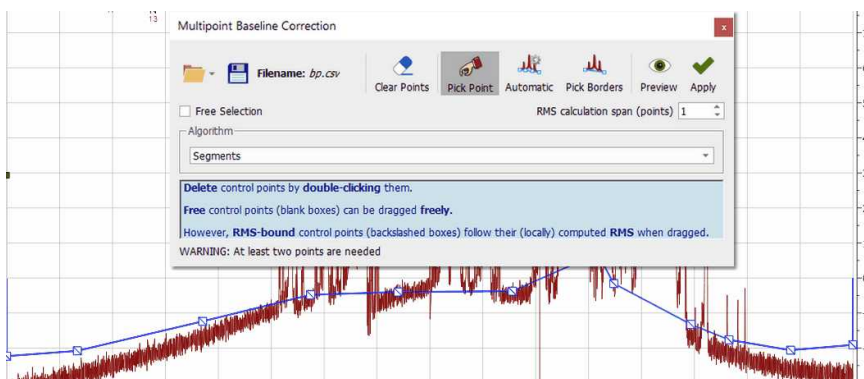 13
Multipoint Baseline Correction
x
Filename: bp.csv
Clear Points
Pick Point
Automatic
Pick Borders
Preview
Apply
Free Selection
RMS calculation span (points) 1
Algorithm
Segments
Delete control points by double-clicking them.
Free control points (blank boxes) can be dragged freely.
However, RMS-bound control points (backslashed boxes) follow their (locally) computed RMS when dragged.
WARNING: At least two points are needed